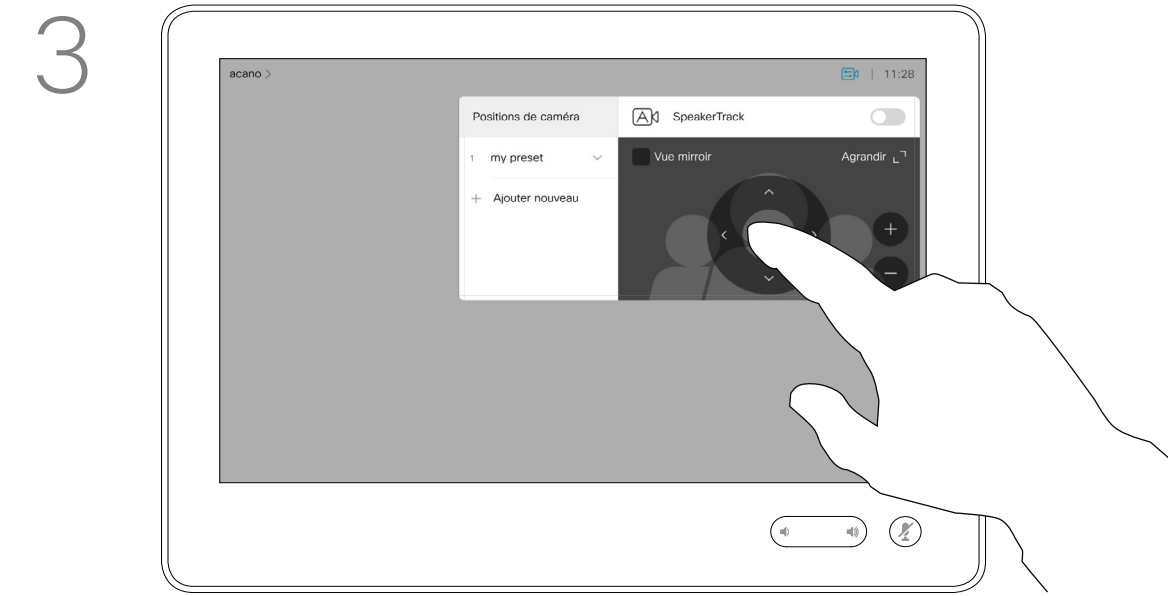 3
acano >
11:28
Positions de caméra
SpeakerTrack
1 my preset
Vue mirroir
Agrandir
+ Ajouter nouveau